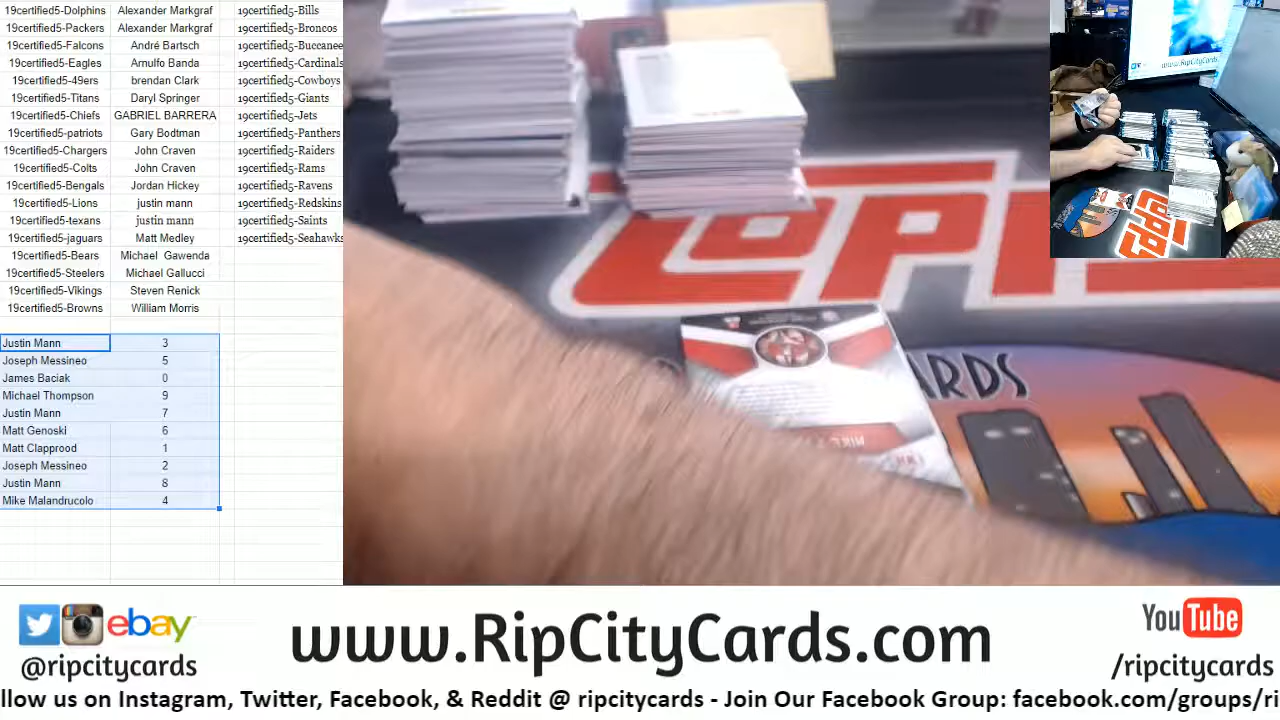 19certified5-Dolphins Alexander Markgraf 19certified5-Bills
19certified5-Packers Alexander Markgraf 19certified5-Broncos
19certified5-Falcons André Bartsch 19certified5-Buccanee
19certified5-Eagles Arnulfo Banda 19certified5-Cardinals
19certified5-49ers brendan Clark 19certified5-Cowboys
19certified5-Titans Daryl Springer 19certified5-Giants
19certified5-Chiefs GABRIEL BARRERA 19certified5-Jets
19certified5-patriots Gary Bodtman 19certified5-Panthers
19certified5-Chargers John Craven 19certified5-Raiders
19certified5-Colts John Craven 19certified5-Rams
19certified5-Bengals Jordan Hickey 19certified5-Ravens
19certified5-Lions justin mann 19certified5-Redskins
19certified5-texans justin mann 19certified5-Saints
19certified5-jaguars Matt Medley 19certified5-Seahawks
19certified5-Bears Michael Gawenda
19certified5-Steelers Michael Gallucci
19certified5-Vikings Steven Renick
19certified5-Browns William Morris
Justin Mann 3
Joseph Messineo 5
James Baciak 0
Michael Thompson 9
Justin Mann 7
Matt Genoski 6
Matt Clapprood 1
Joseph Messineo 2
Justin Mann 8
Mike Malandrucolo 4
www.RipCityCards.com
ARDS
ebay
@ripcitycards
www.RipCityCards.com
YouTube
/ripcitycards
llow us on Instagram, Twitter, Facebook, & Reddit @ ripcitycards - Join Our Facebook Group: facebook.com/groups/ri